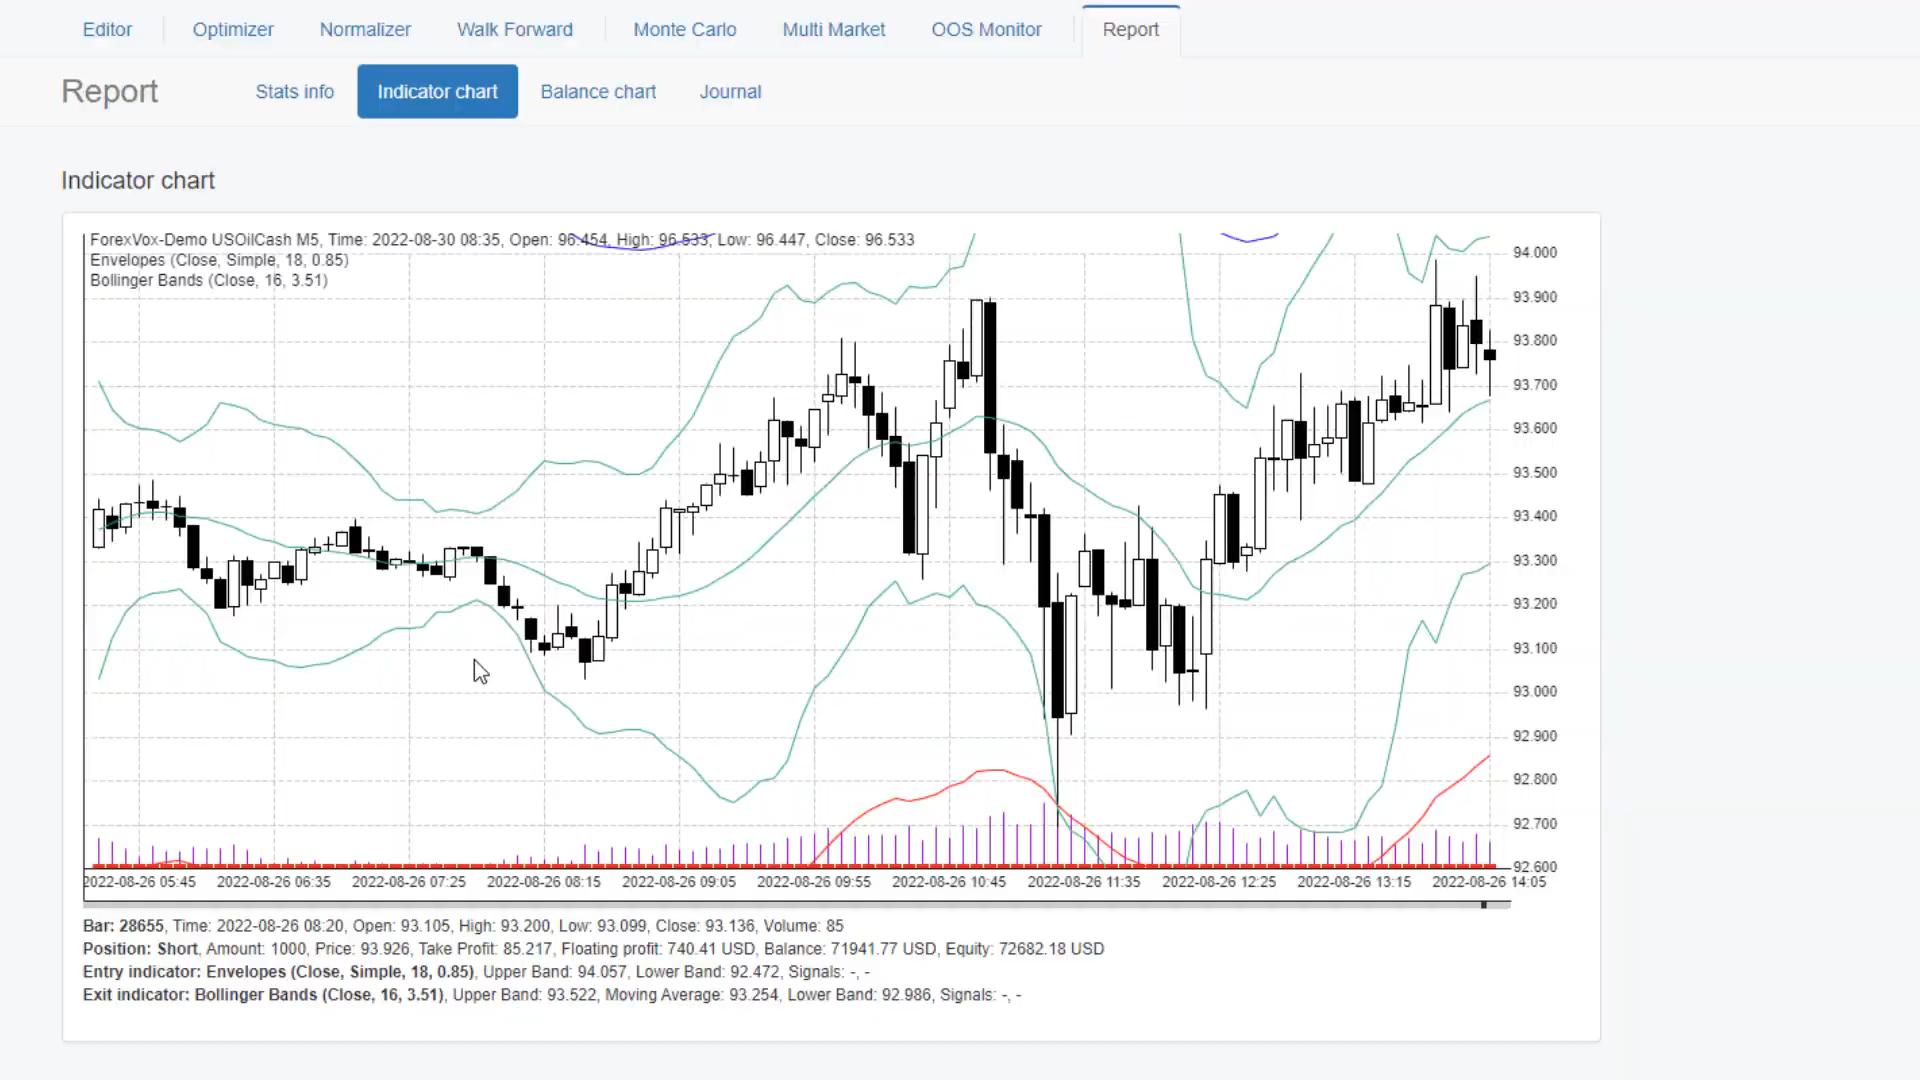 Editor Optimizer Normalizer Walk Forward Monte Carlo Multi Market OOS Monitor Report
Report Stats info Indicator chart Balance chart Journal
Indicator chart
ForexVox-Demo USOilCash M5, Time: 2022-08-30 08:35, Open: 96.454, High: 96.533, Low: 96.447, Close: 96.533
Envelopes (Close, Simple, 18, 0.85)
Bollinger Bands (Close, 16, 3.51)
94.000
93.900
93.800
93.700
93.600
93.500
93.400
93.300
93.200
93.100
93.000
92.900
92.800
92.700
92.600
2022-08-26 05:45 2022-08-26 06:35 2022-08-26 07:25 2022-08-26 08:15 2022-08-26 09:05 2022-08-26 09:55 2022-08-26 10:45 2022-08-26 11:35 2022-08-26 12:25 2022-08-26 13:15 2022-08-26 14:05
Bar: 28655, Time: 2022-08-26 08:20, Open: 93.105, High: 93.200, Low: 93.099, Close: 93.136, Volume: 85
Position: Short, Amount: 1000, Price: 93.926, Take Profit: 85.217, Floating profit: 740.41 USD, Balance: 71941.77 USD, Equity: 72682.18 USD
Entry indicator: Envelopes (Close, Simple, 18, 0.85), Upper Band: 94.057, Lower Band: 92.472, Signals: -, -
Exit indicator: Bollinger Bands (Close, 16, 3.51), Upper Band: 93.522, Moving Average: 93.254, Lower Band: 92.986, Signals: -, -